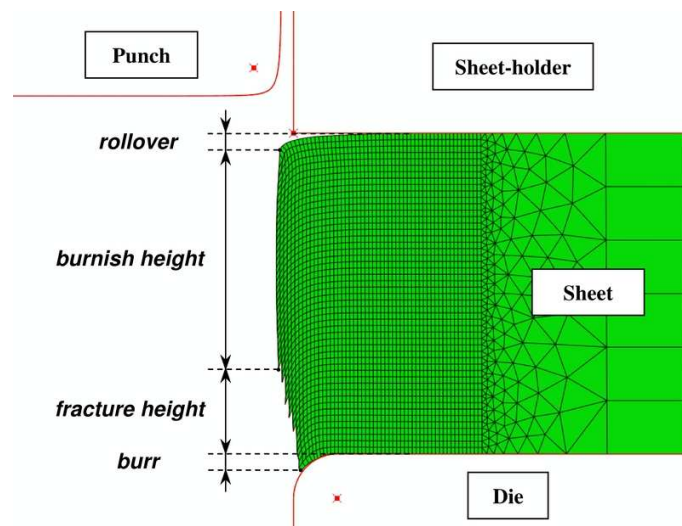 Punch
Sheet-holder
rollover
burnish height
Sheet
fracture height
burr
Die